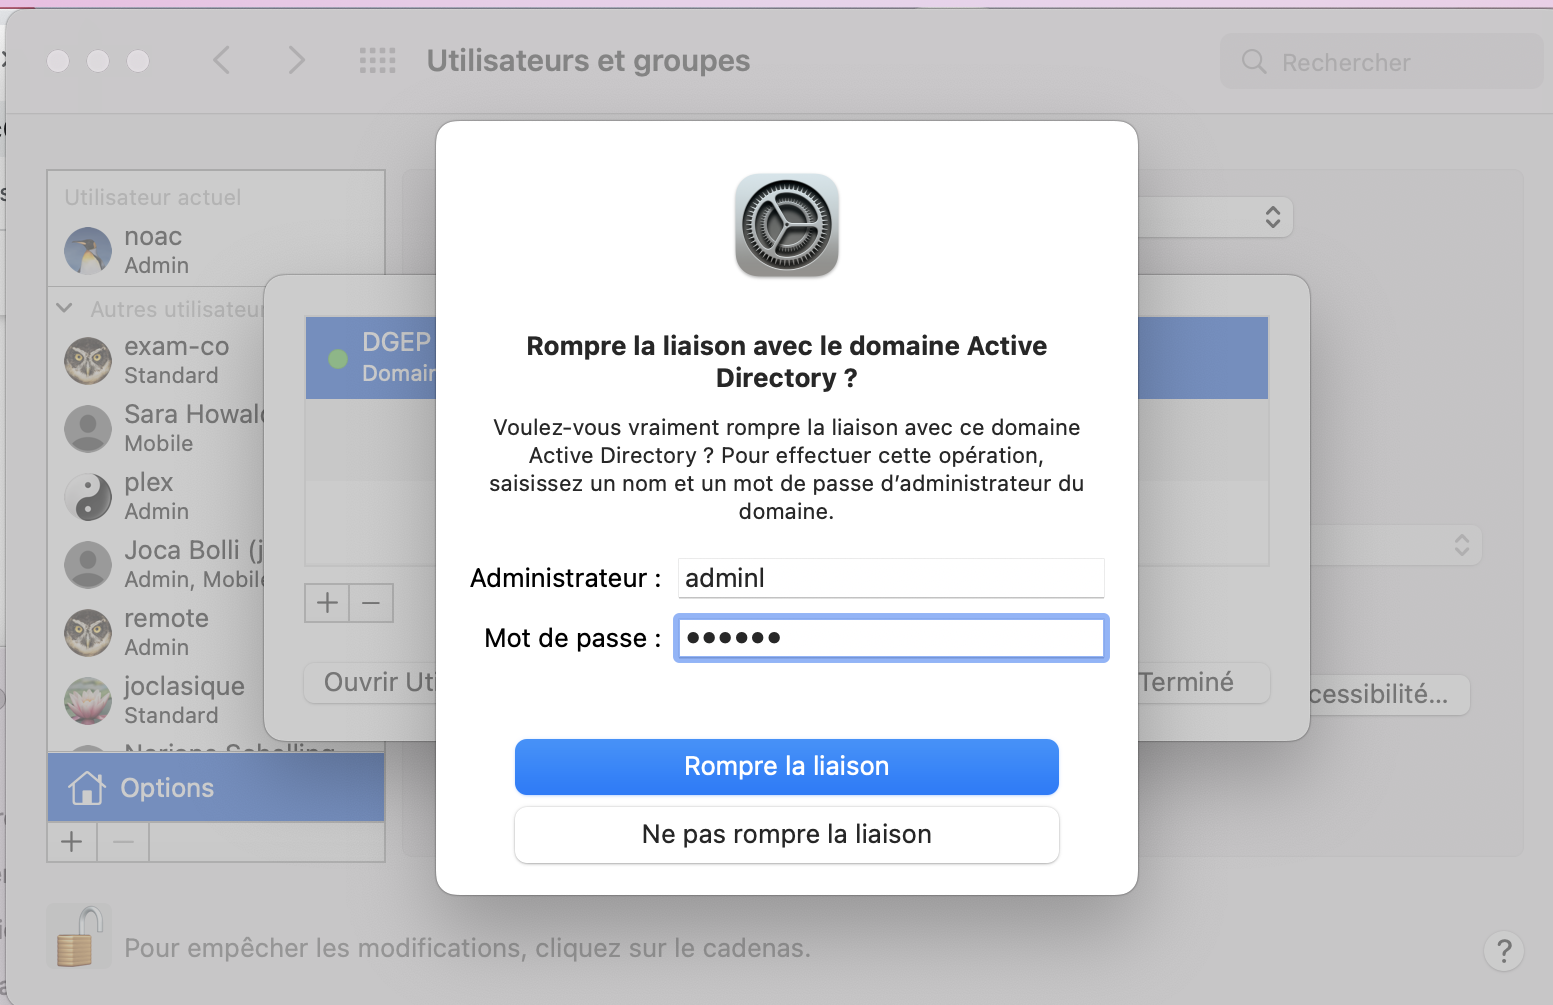 Utilisateurs et groupes
Rechercher
Utilisateur actuel
noac
Admin
Autres utilisateur
exam-co
Standard
Sara Howald
Mobile
plex
Admin
Joca Bolli (j
Admin, Mobile
remote
Admin
joclasique
Standard
Options
DGEP
Domain
Ouvrir Uti
Terminé
cessibilité...
Rompre la liaison avec le domaine Active
Directory ?
Voulez-vous vraiment rompre la liaison avec ce domaine
Active Directory ? Pour effectuer cette opération,
saisissez un nom et un mot de passe d’administrateur du
domaine.
Administrateur : adminl
Mot de passe : ••••••
Rompre la liaison
Ne pas rompre la liaison
Pour empêcher les modifications, cliquez sur le cadenas.
?